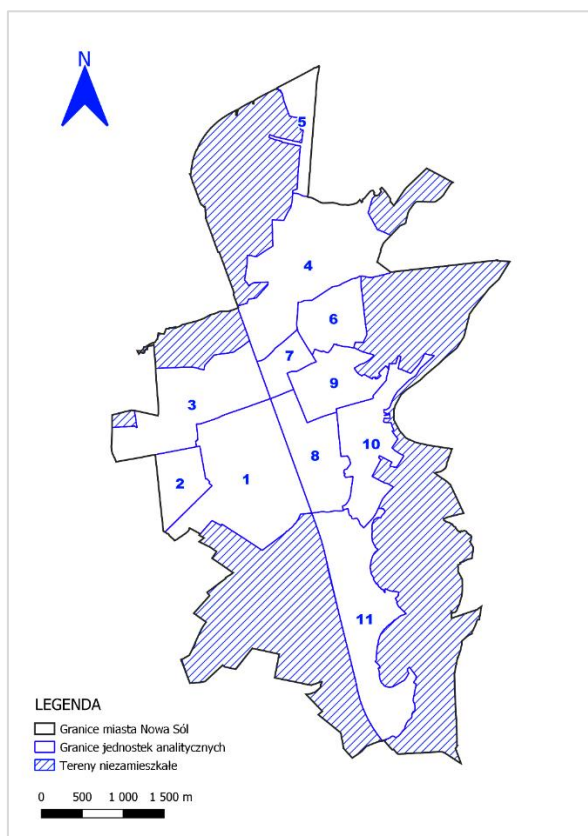 N
5
4
6
7
9
3
10
8
2
1
11
LEGENDA
Granice miasta Nowa Sól
Granice jednostek analitycznych
Tereny niezamieszkałe
0 500 1 000 1 500 m